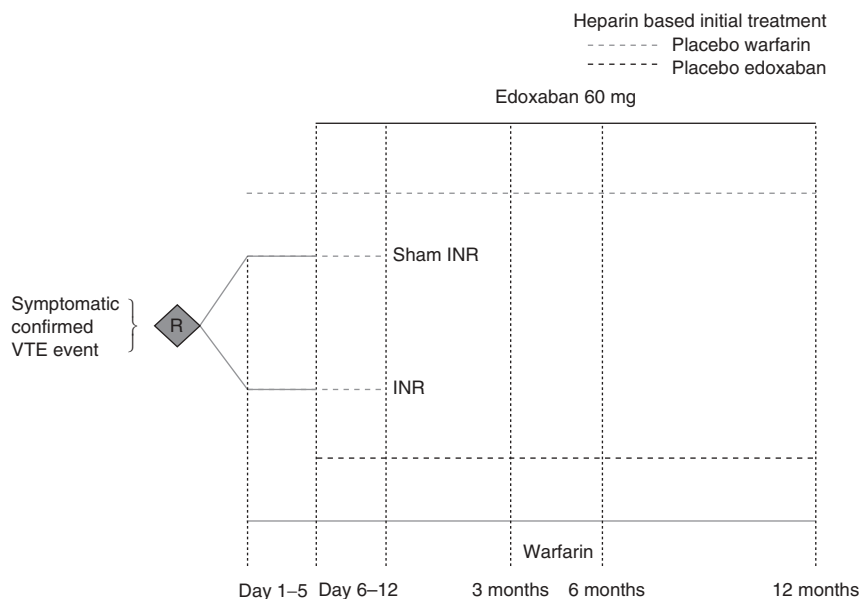 Heparin based initial treatment
Placebo warfarin
Placebo edoxaban
Edoxaban 60 mg
Sham INR
Symptomatic
confirmed
VTE event
R
INR
Warfarin
Day 1–5 Day 6–12 3 months 6 months 12 months